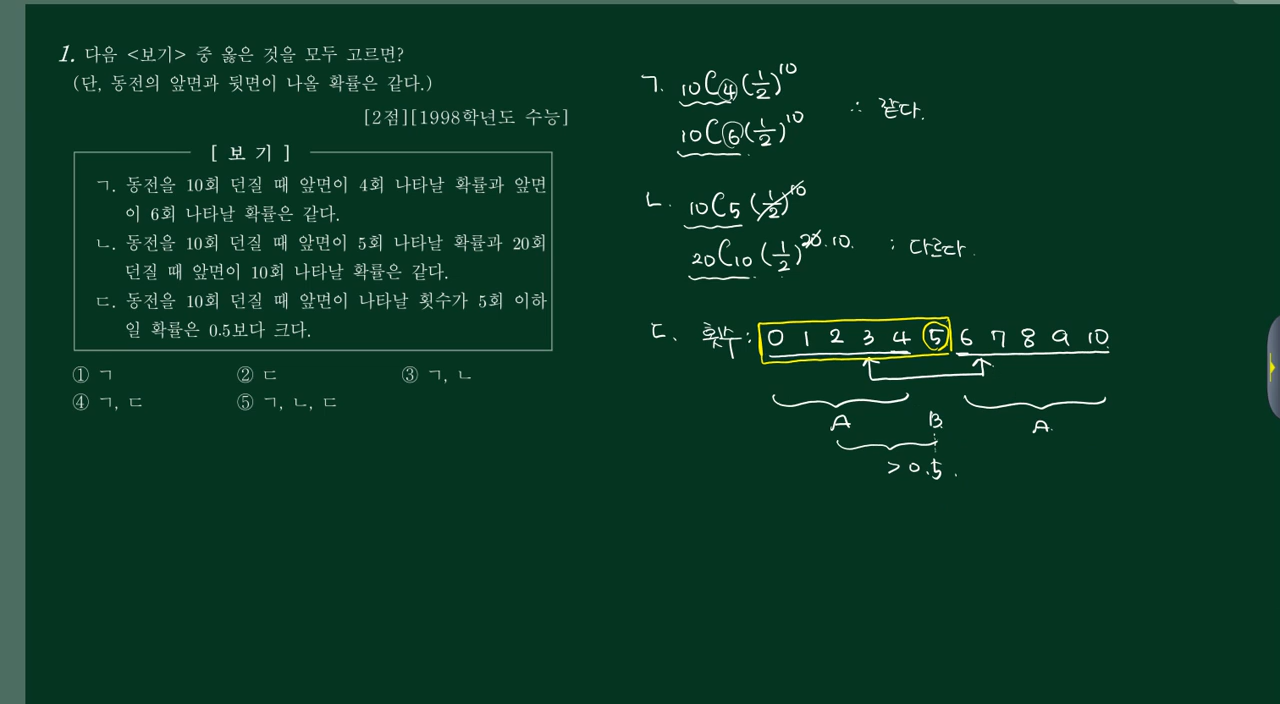 1. 다음 <보기> 중 옳은 것을 모두 고르면?
(단, 동전의 앞면과 뒷면이 나올 확률은 같다.)
[2점][1998학년도 수능]
[ 보 기 ]
ㄱ. 동전을 10회 던질 때 앞면이 4회 나타날 확률과 앞면
이 6회 나타날 확률은 같다.
ㄴ. 동전을 10회 던질 때 앞면이 5회 나타날 확률과 20회
던질 때 앞면이 10회 나타날 확률은 같다.
ㄷ. 동전을 10회 던질 때 앞면이 나타날 횟수가 5회 이하
일 확률은 0.5보다 크다.
① ㄱ ② ㄷ ③ ㄱ, ㄴ
④ ㄱ, ㄷ ⑤ ㄱ, ㄴ, ㄷ
ㄱ. 10C4 (1/2)^10
10C6 (1/2)^10 ∴ 같다.
ㄴ. 10C5 (1/2)^10
20C10 (1/2)^20 10. : 다르다.
ㄷ. 횟수: 0 1 2 3 4 5 6 7 8 9 10
A B A
> 0.5.